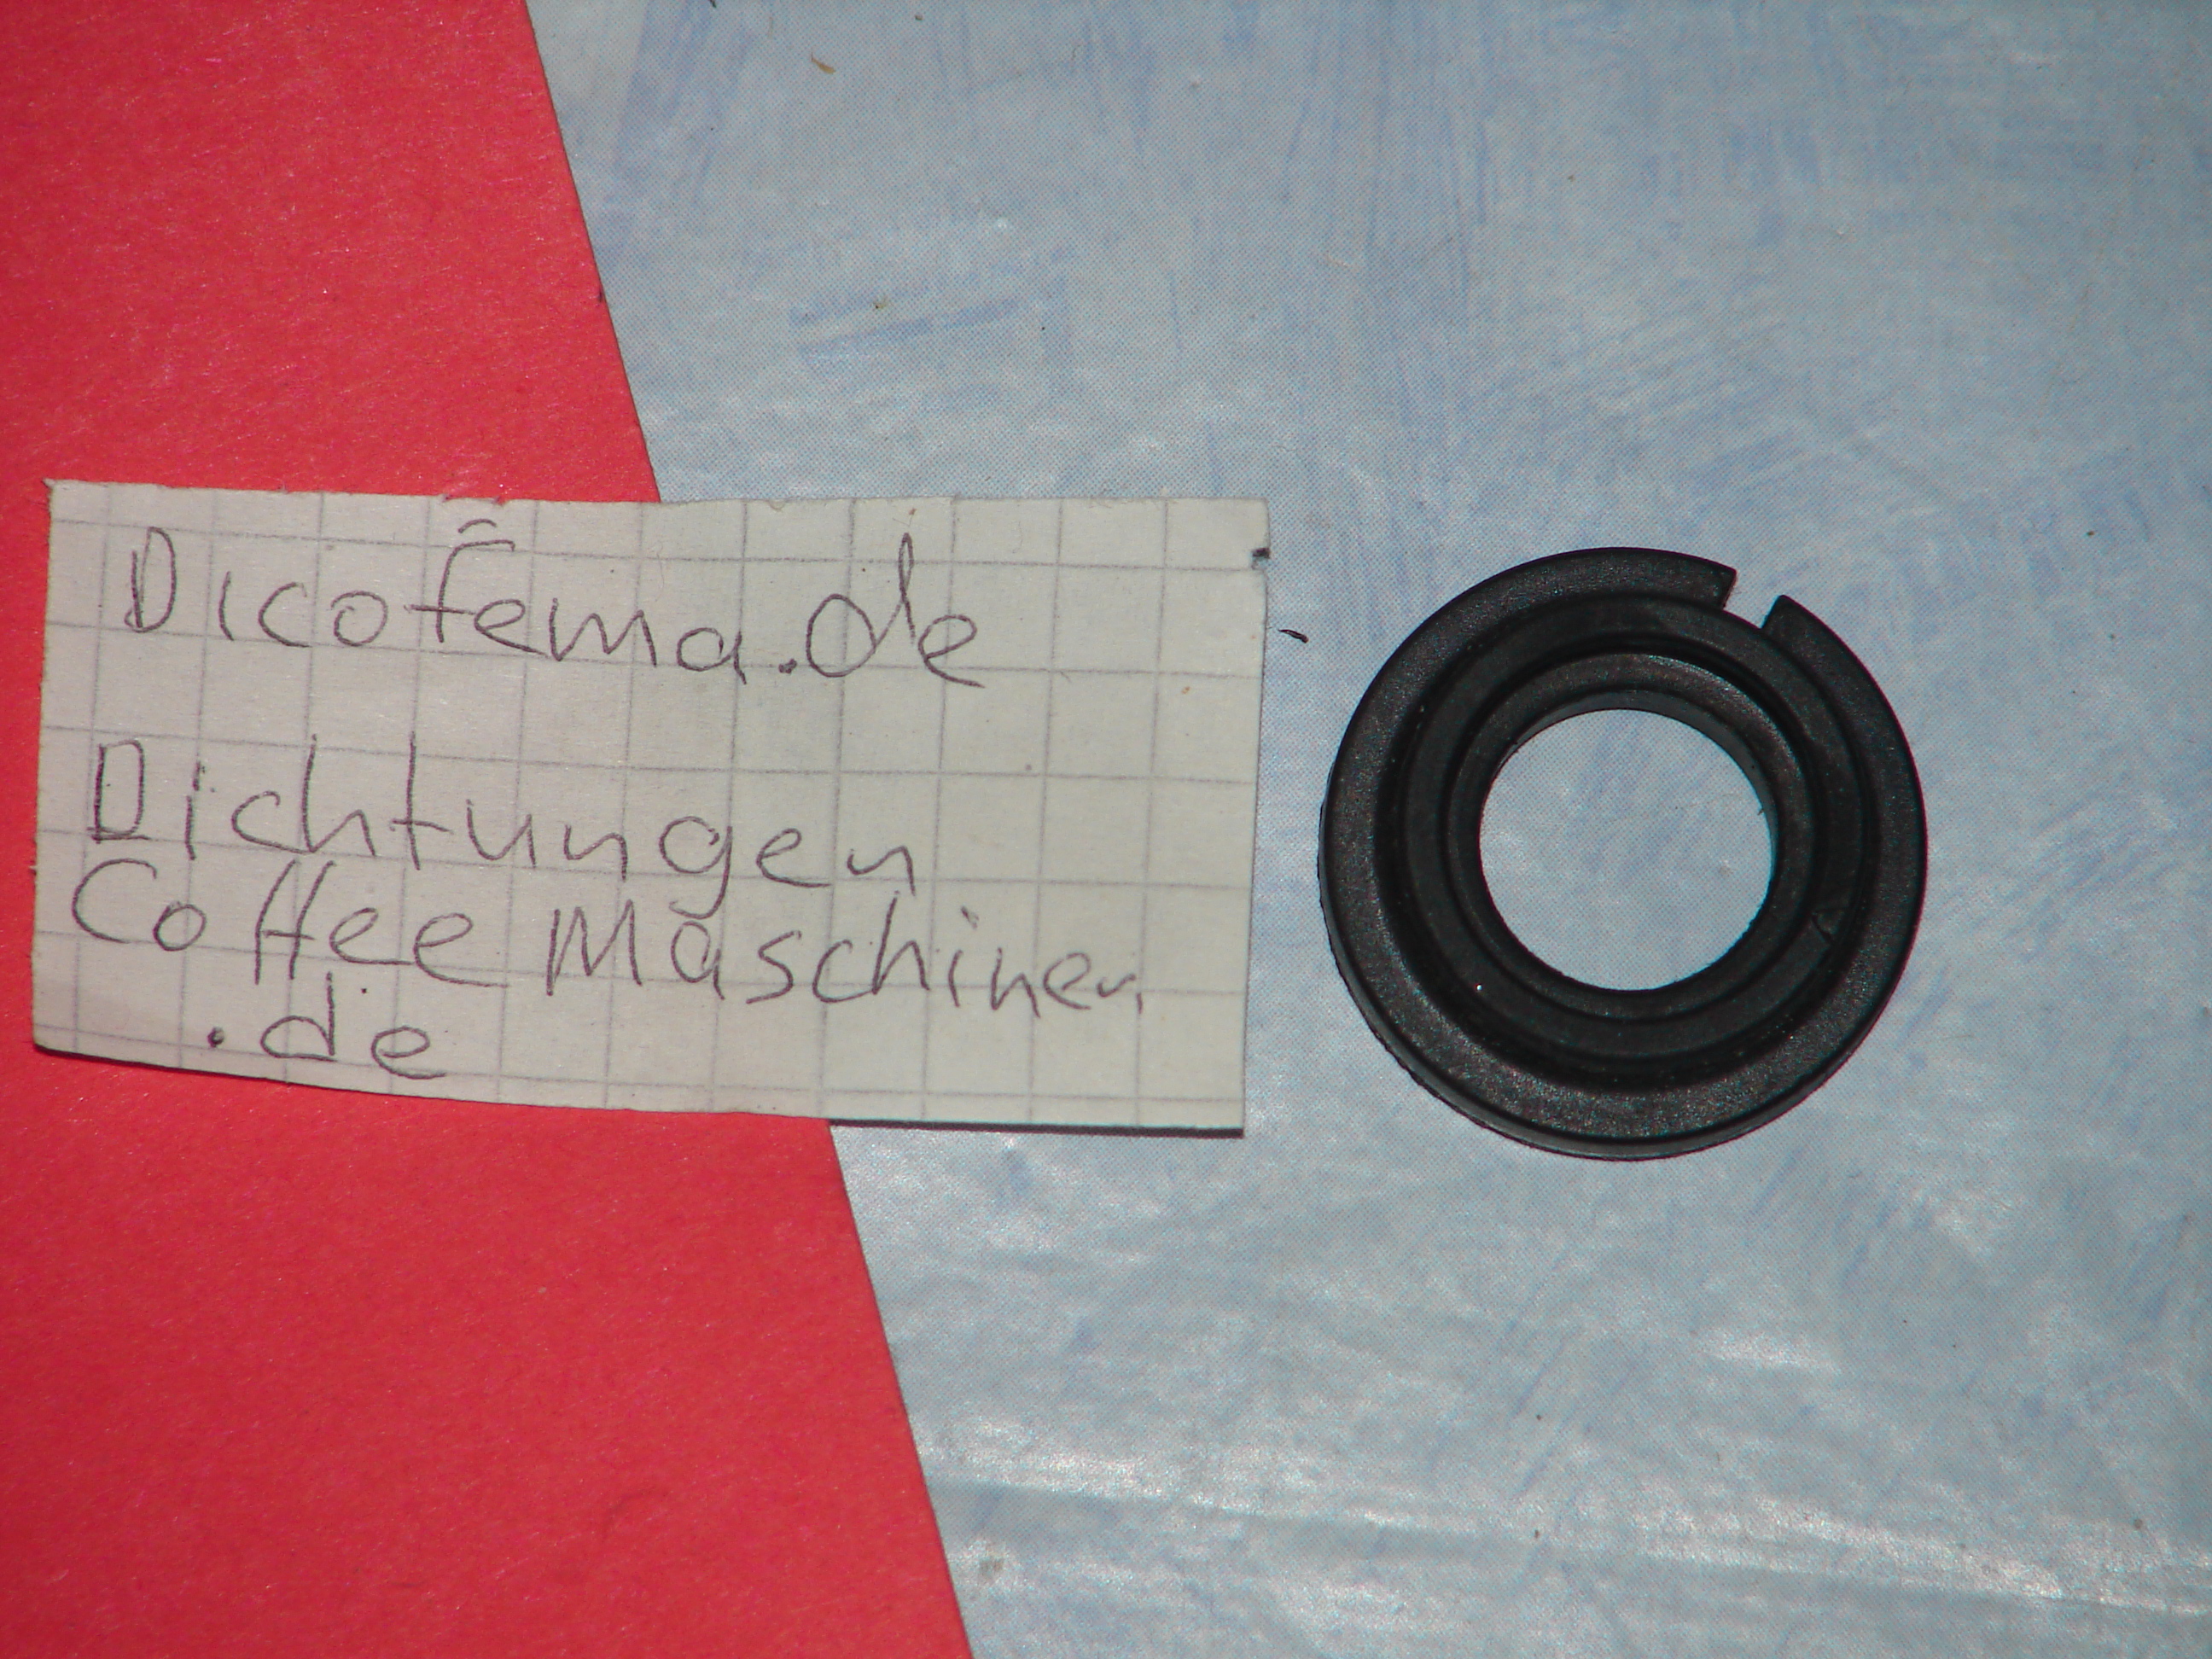 Dicofema.de
Dichtungen
Coffee Maschinen
.de